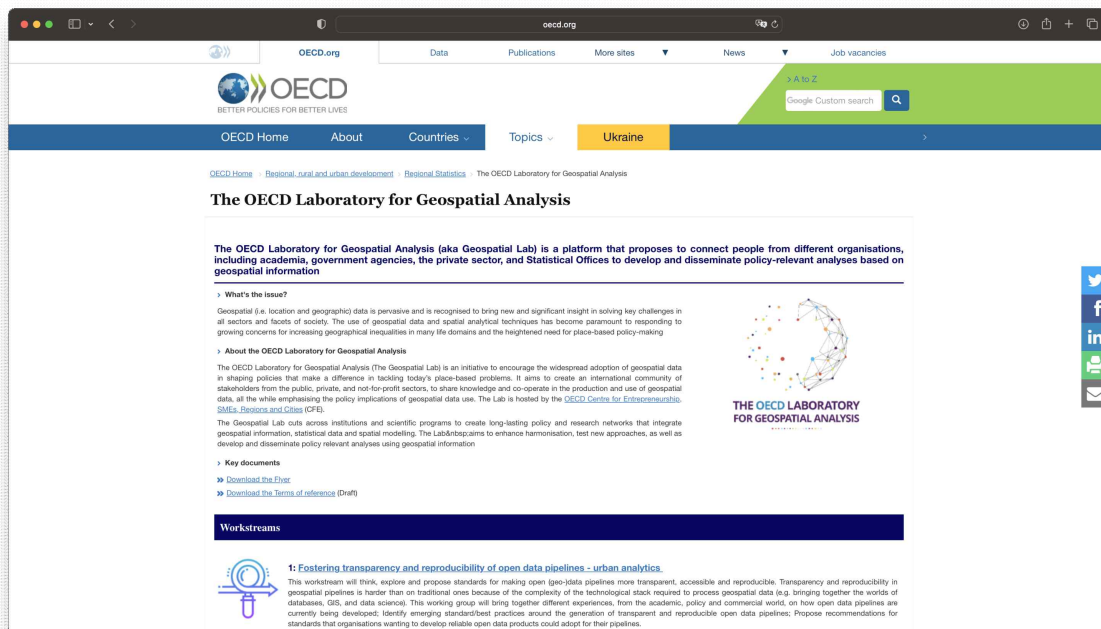 oecd.org
OECD.org Data Publications More sites ▼ News ▼ Job vacancies
OECD
BETTER POLICIES FOR BETTER LIVES
> A to Z
Google Custom search
OECD Home About Countries Topics Ukraine >
OECD Home > Regional, rural and urban development > Regional Statistics > The OECD Laboratory for Geospatial Analysis
The OECD Laboratory for Geospatial Analysis
The OECD Laboratory for Geospatial Analysis (aka Geospatial Lab) is a platform that proposes to connect people from different organisations,
including academia, government agencies, the private sector, and Statistical Offices to develop and disseminate policy-relevant analyses based on
geospatial information
> What's the issue?
Geospatial (i.e. location and geographic) data is pervasive and is recognised to bring new and significant insight in solving key challenges in
all sectors and facets of society. The use of geospatial data and spatial analytical techniques has become paramount to responding to
growing concerns for increasing geographical inequalities in many life domains and the heightened need for place-based policy-making
> About the OECD Laboratory for Geospatial Analysis
The OECD Laboratory for Geospatial Analysis (The Geospatial Lab) is an initiative to encourage the widespread adoption of geospatial data
in shaping policies that make a difference in tackling today's place-based problems. It aims to create an international community of
stakeholders from the public, private, and not-for-profit sectors, to share knowledge and co-operate in the production and use of geospatial
data, all the while emphasising the policy implications of geospatial data use. The Lab is hosted by the OECD Centre for Entrepreneurship,
SMEs, Regions and Cities (CFE).
The Geospatial Lab cuts across institutions and scientific programs to create long-lasting policy and research networks that integrate
geospatial information, statistical data and spatial modelling. The Lab&nbsp;aims to enhance harmonisation, test new approaches, as well as
develop and disseminate policy relevant analyses using geospatial information
> Key documents
Download the Flyer
Download the Terms of reference (Draft)
THE OECD LABORATORY
FOR GEOSPATIAL ANALYSIS
Workstreams
1: Fostering transparency and reproducibility of open data pipelines - urban analytics
This workstream will think, explore and propose standards for making open (geo-)data pipelines more transparent, accessible and reproducible. Transparency and reproducibility in
geospatial pipelines is harder than on traditional ones because of the complexity of the technological stack required to process geospatial data (e.g. bringing together the worlds of
databases, GIS, and data science). This working group will bring together different experiences, from the academic, policy and commercial world, on how open data pipelines are
currently being developed; Identify emerging standard/best practices around the generation of transparent and reproducible open data pipelines; Propose recommendations for
standards that organisations wanting to develop reliable open data products could adopt for their pipelines.